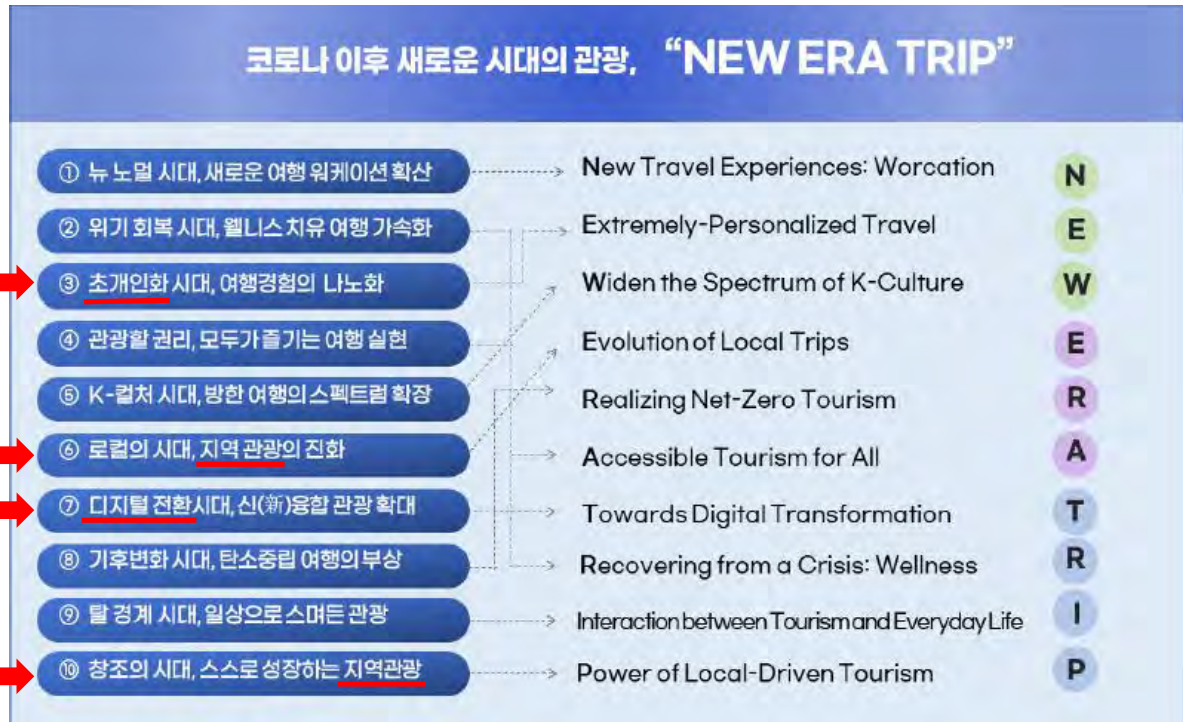 코로나 이후 새로운 시대의 관광, “NEW ERA TRIP”
① 뉴 노멀 시대, 새로운 여행 워케이션 확산
New Travel Experiences: Worcation
N
② 위기 회복 시대, 웰니스 치유 여행 가속화
Extremely-Personalized Travel
E
③ 초개인화 시대, 여행경험의 나노화
Widen the Spectrum of K-Culture
W
④ 관광할 권리, 모두가 즐기는 여행 실현
Evolution of Local Trips
E
⑤ K-컬처 시대, 방한 여행의 스펙트럼 확장
Realizing Net-Zero Tourism
R
⑥ 로컬의 시대, 지역 관광의 진화
Accessible Tourism for All
A
⑦ 디지털 전환시대, 신(新)융합 관광 확대
Towards Digital Transformation
T
⑧ 기후변화 시대, 탄소중립 여행의 부상
Recovering from a Crisis: Wellness
R
⑨ 탈 경계 시대, 일상으로 스며든 관광
Interaction between Tourism and Everyday Life
I
⑩ 창조의 시대, 스스로 성장하는 지역관광
Power of Local-Driven Tourism
P